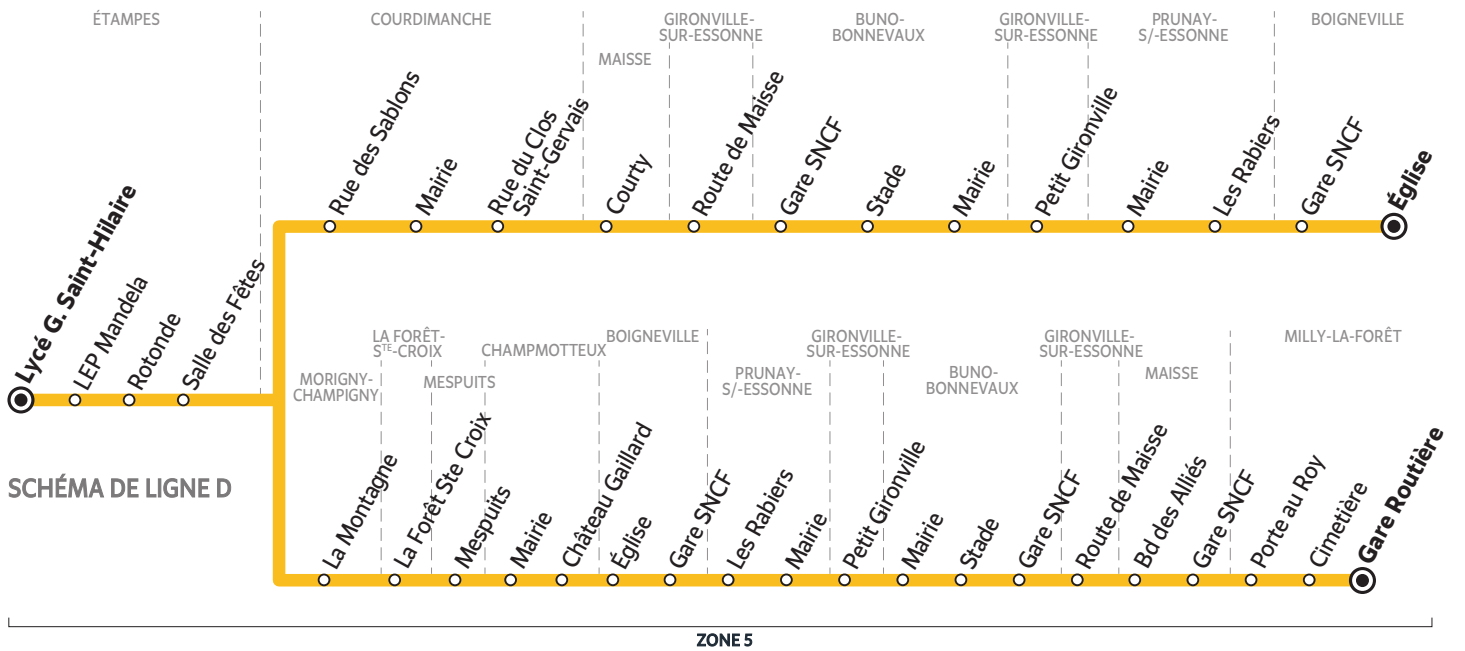 ÉTAMPES
COURDIMANCHE
MAISSE
GIRONVILLE-
SUR-ESSONNE
BUNO-
BONNEVAUX
GIRONVILLE-
SUR-ESSONNE
PRUNAY-
S/-ESSONNE
BOIGNEVILLE
Lycé G. Saint-Hilaire
LEP Mandela
Rotonde
Salle des Fêtes
Rue des Sablons
Mairie
Rue du Clos
Saint-Gervais
Courty
Route de Maisse
Gare SNCF
Stade
Mairie
Petit Gironville
Mairie
Les Rabiers
Gare SNCF
Église
MORIGNY-
CHAMPIGNY
LA FORÊT-
STE-CROIX
MESPUITS
CHAMPMOTTEUX
BOIGNEVILLE
PRUNAY-
S/-ESSONNE
GIRONVILLE-
SUR-ESSONNE
BUNO-
BONNEVAUX
GIRONVILLE-
SUR-ESSONNE
MAISSE
MILLY-LA-FORÊT
SCHÉMA DE LIGNE D
La Montagne
La Forêt Ste Croix
Mespuits
Mairie
Château Gaillard
Église
Gare SNCF
Les Rabiers
Mairie
Petit Gironville
Mairie
Stade
Gare SNCF
Route de Maisse
Bd des Alliés
Gare SNCF
Porte au Roy
Cimetière
Gare Routière
ZONE 5